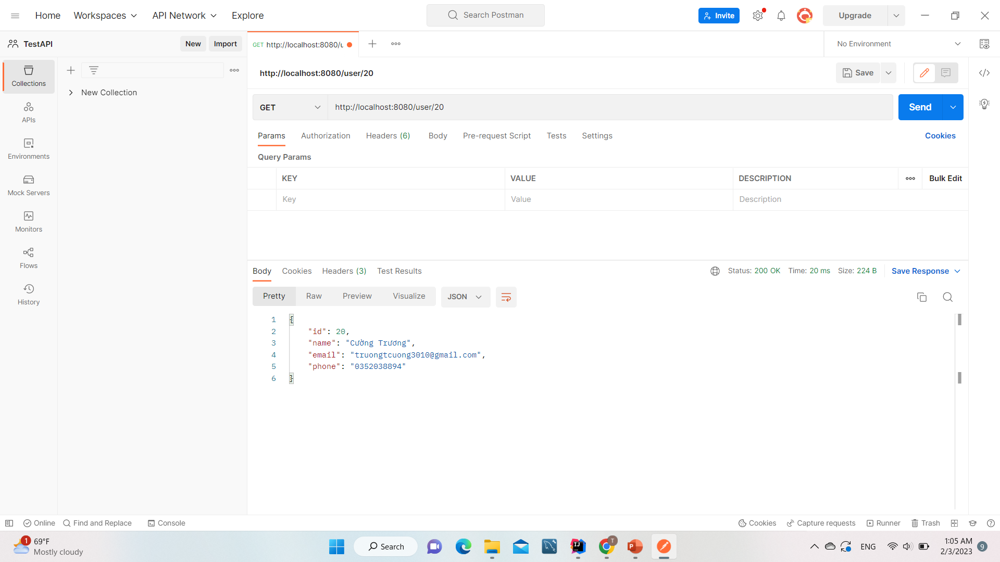 Home
Workspaces
API Network
Explore
Search Postman
Invite
Upgrade
TestAPI
New
Import
GET http://localhost:8080/u
No Environment
Collections
New Collection
APIs
Environments
Mock Servers
Monitors
Flows
History
http://localhost:8080/user/20
Save
GET
http://localhost:8080/user/20
Send
Params
Authorization
Headers (6)
Body
Pre-request Script
Tests
Settings
Cookies
Query Params
KEY
VALUE
DESCRIPTION
Bulk Edit
Key
Value
Description
Body
Cookies
Headers (3)
Test Results
Status: 200 OK
Time: 20 ms
Size: 224 B
Save Response
Pretty
Raw
Preview
Visualize
JSON
1 {
2 "id": 20,
3 "name": "Cường Trương",
4 "email": "truongtcuong3010@gmail.com",
5 "phone": "0352038894"
6 }
Online
Find and Replace
Console
Cookies
Capture requests
Runner
Trash
1
69°F
Mostly cloudy
Search
IJ
T
P
ENG
1:05 AM
2/3/2023
9